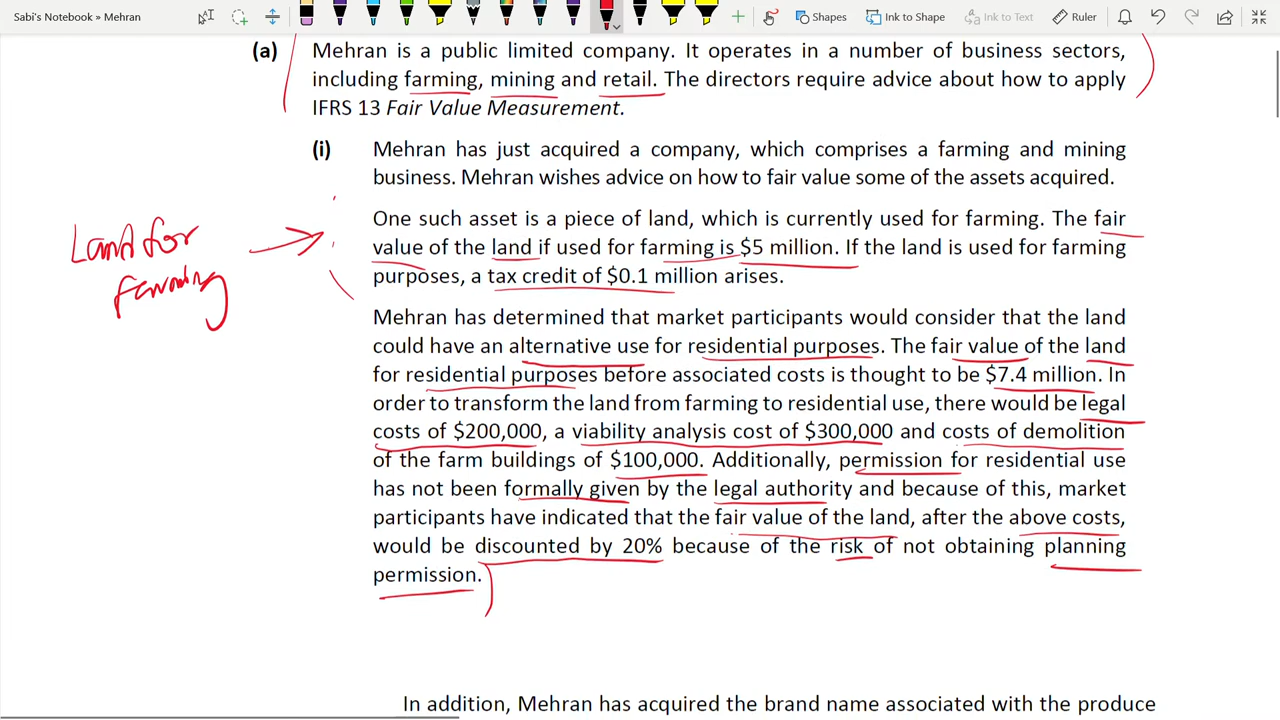 Sabi's Notebook » Mehran
Shapes
Ink to Shape
Ink to Text
Ruler
(a) Mehran is a public limited company. It operates in a number of business sectors,
including farming, mining and retail. The directors require advice about how to apply
IFRS 13 Fair Value Measurement.
(i) Mehran has just acquired a company, which comprises a farming and mining
business. Mehran wishes advice on how to fair value some of the assets acquired.
Land for
farming
One such asset is a piece of land, which is currently used for farming. The fair
value of the land if used for farming is $5 million. If the land is used for farming
purposes, a tax credit of $0.1 million arises.
Mehran has determined that market participants would consider that the land
could have an alternative use for residential purposes. The fair value of the land
for residential purposes before associated costs is thought to be $7.4 million. In
order to transform the land from farming to residential use, there would be legal
costs of $200,000, a viability analysis cost of $300,000 and costs of demolition
of the farm buildings of $100,000. Additionally, permission for residential use
has not been formally given by the legal authority and because of this, market
participants have indicated that the fair value of the land, after the above costs,
would be discounted by 20% because of the risk of not obtaining planning
permission.
In addition, Mehran has acquired the brand name associated with the produce